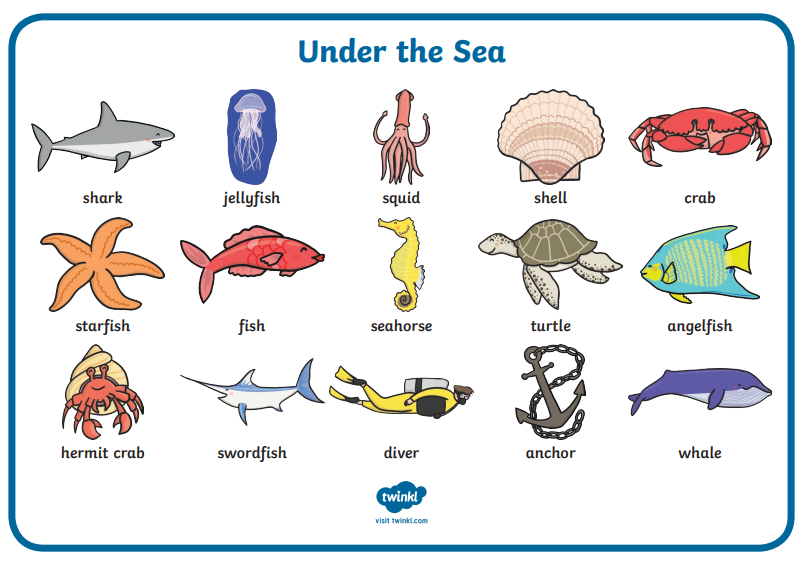 Under the Sea
shark
jellyfish
squid
shell
crab
starfish
fish
seahorse
turtle
angelfish
hermit crab
swordfish
diver
anchor
whale
twinkl
visit twinkl.com